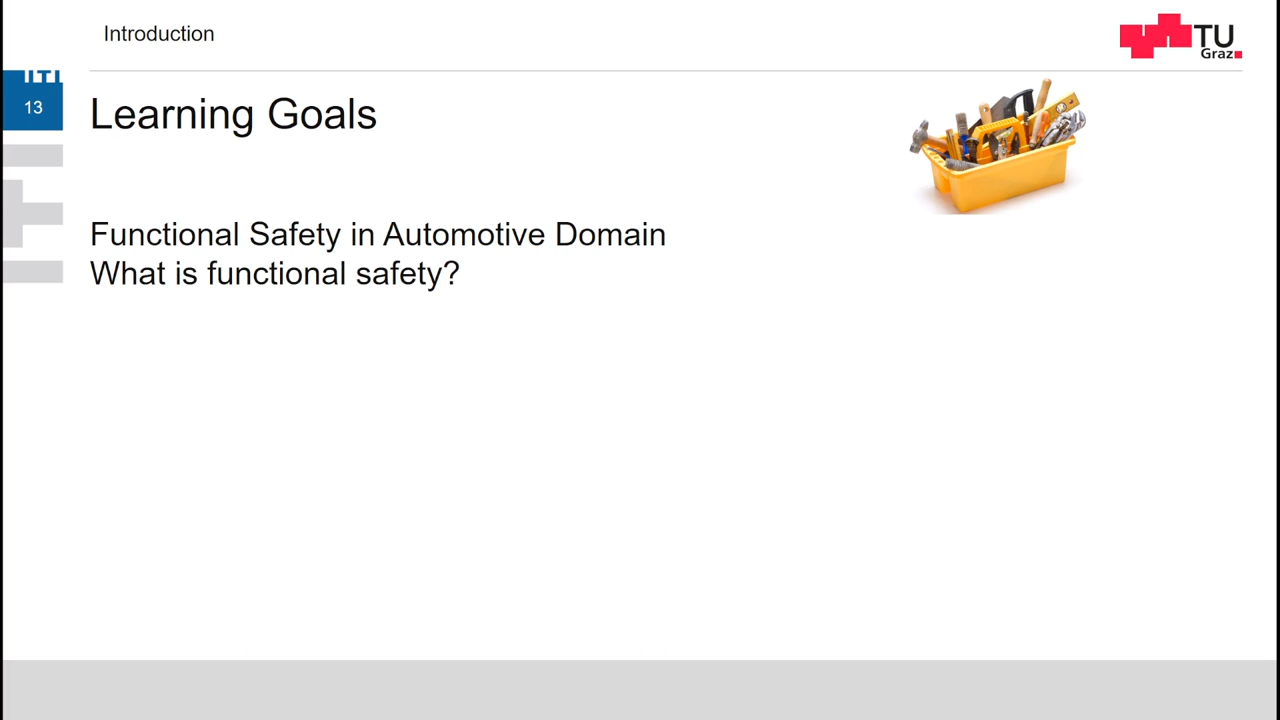 Introduction
TU
Graz
13
Learning Goals
Functional Safety in Automotive Domain
What is functional safety?